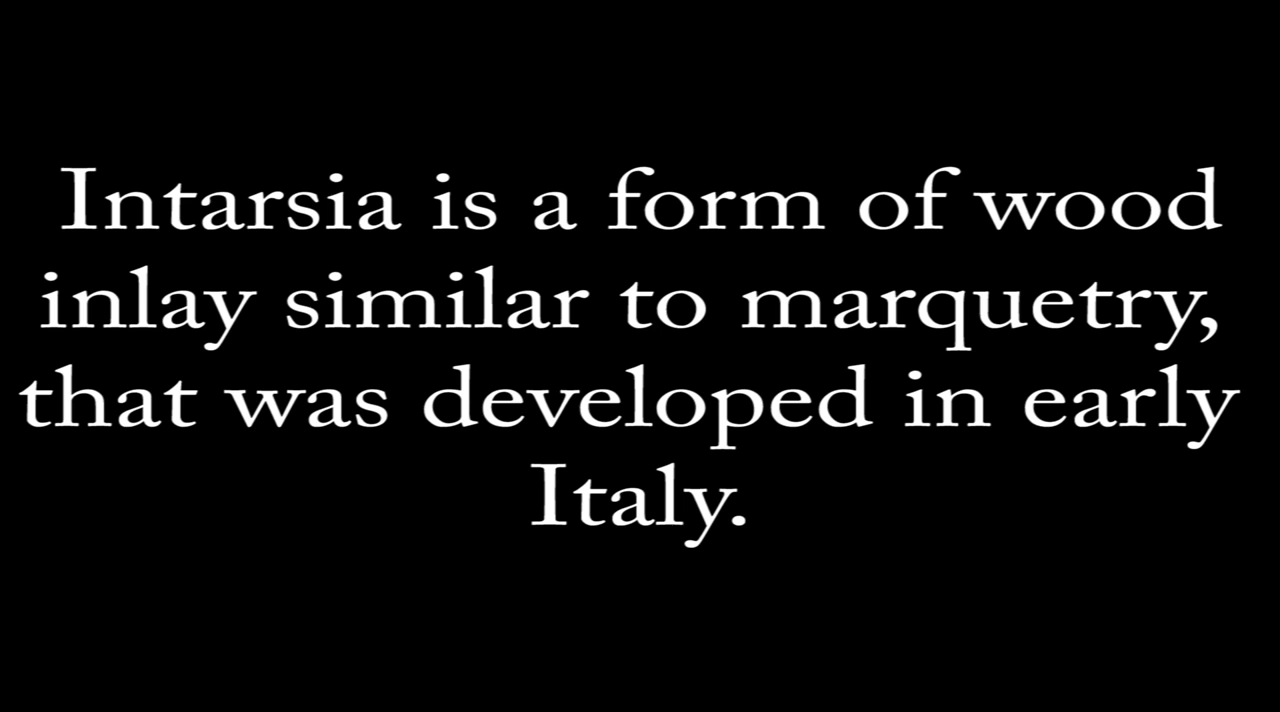 Intarsia is a form of wood
inlay similar to marquetry,
that was developed in early
Italy.